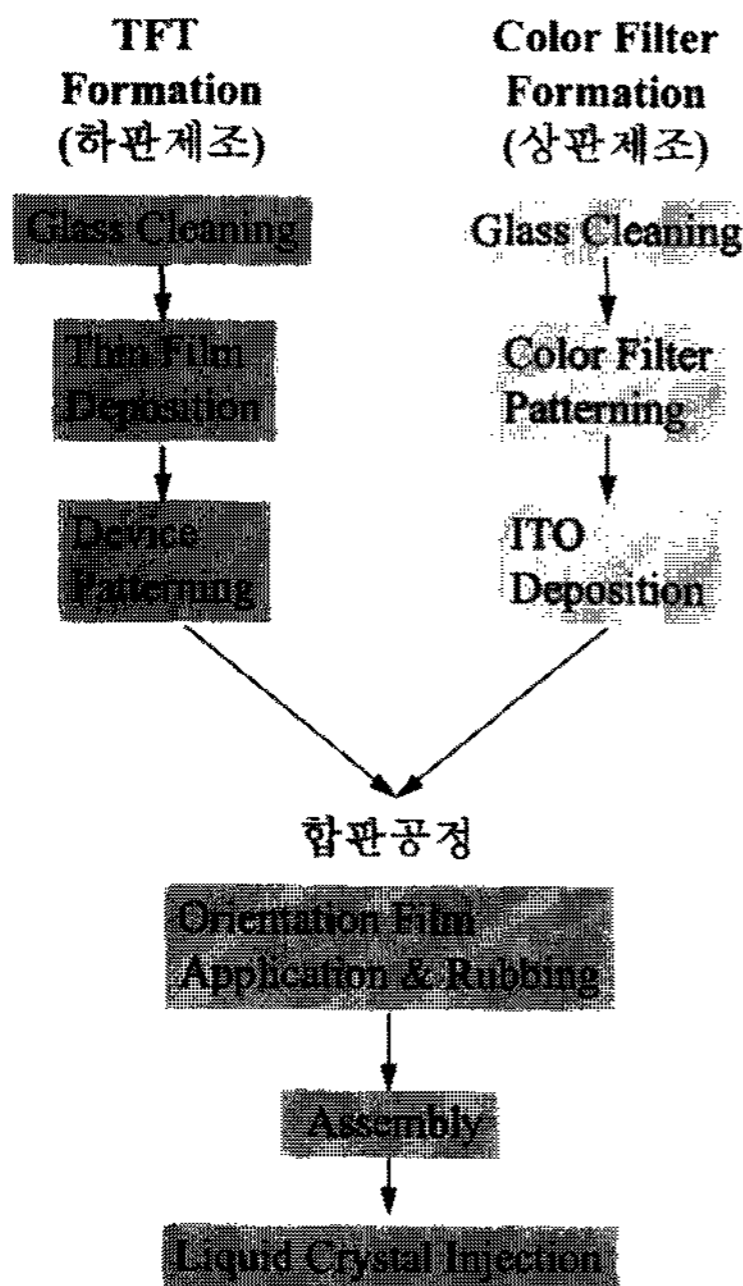 TFT
Formation
(하판제조)
Glass Cleaning
Thin Film
Deposition
Device
Patterning
Color Filter
Formation
(상판제조)
Glass Cleaning
Color Filter
Patterning
ITO
Deposition
합판공정
Orientation Film
Application & Rubbing
Assembly
Liquid Crystal Injection